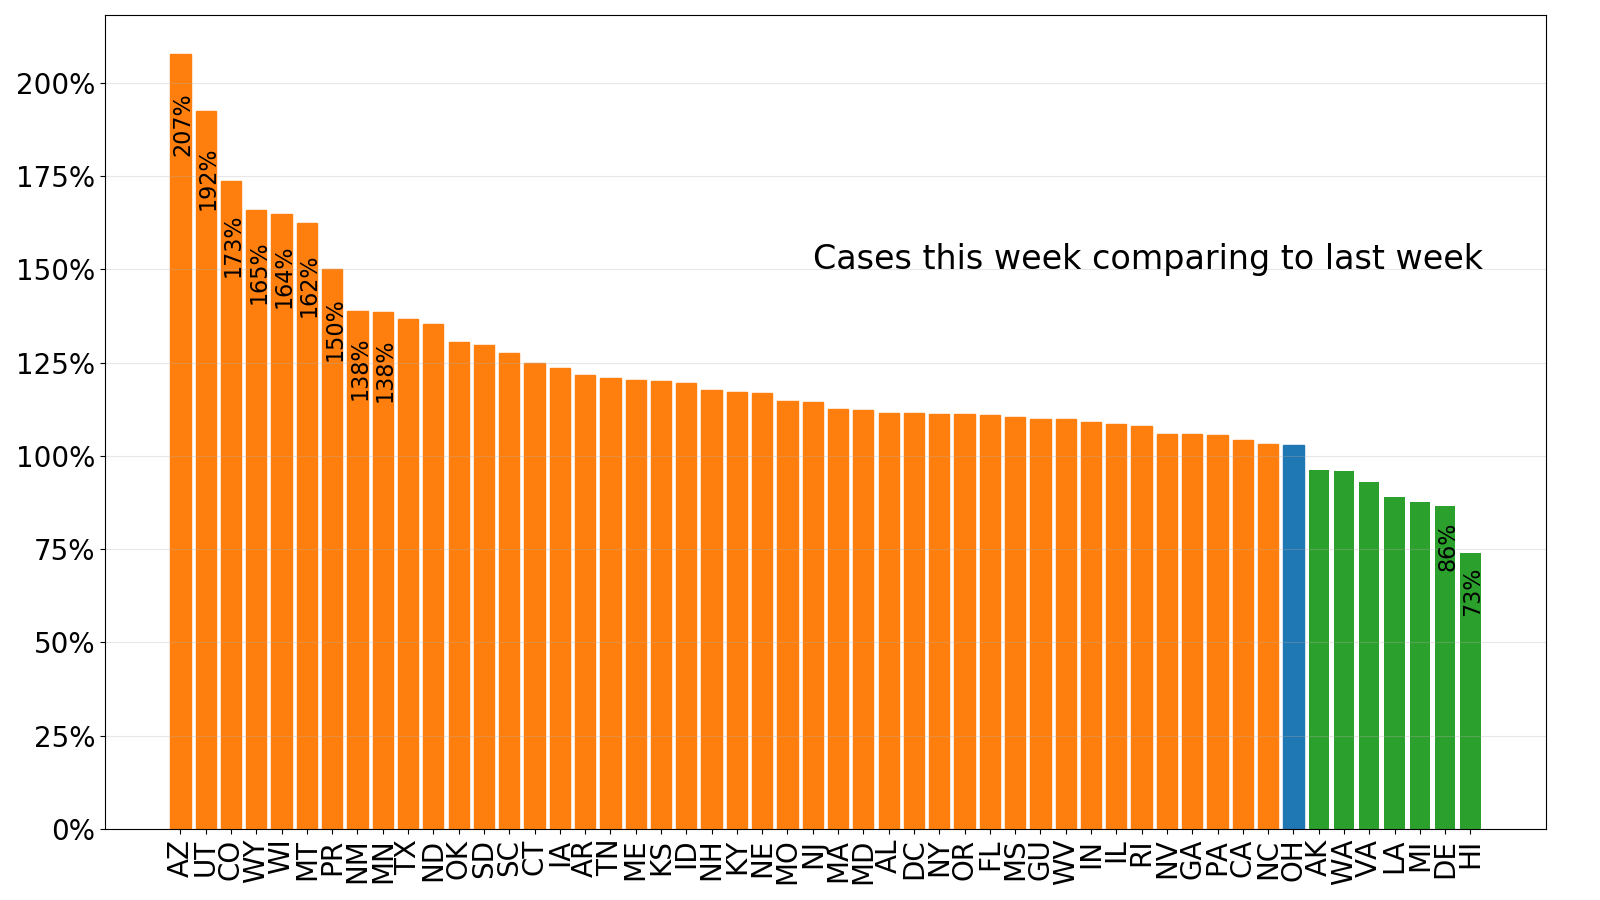 200%
175%
150%
125%
100%
75%
50%
25%
0%
Cases this week comparing to last week
207%
192%
173%
165%
164%
162%
150%
138%
138%
86%
73%
AZ
UT
CO
WY
WI
MT
PR
NM
MN
TX
ND
OK
SD
SC
CT
IA
AR
TN
ME
KS
ID
NH
KY
NE
MO
NJ
MA
MD
AL
DC
NY
OR
FL
MS
GU
WV
IN
IL
RI
NV
GA
PA
CA
NC
OH
AK
WA
VA
LA
MI
DE
HI